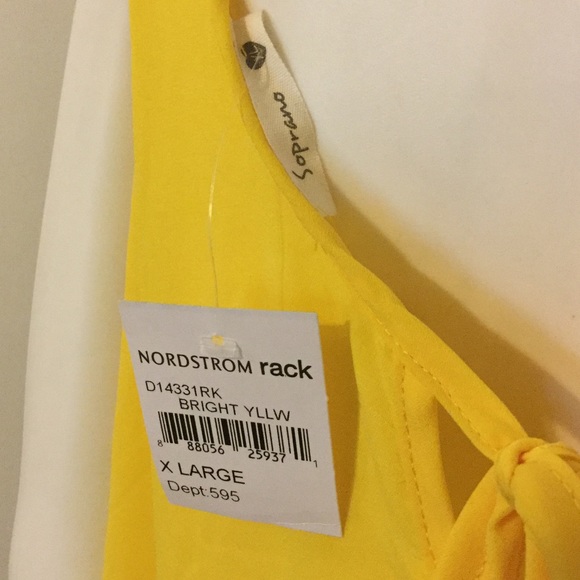 Soprano
NORDSTROM rack
D14331RK
BRIGHT YLLW
8 88056 25937 1
X LARGE
Dept:595